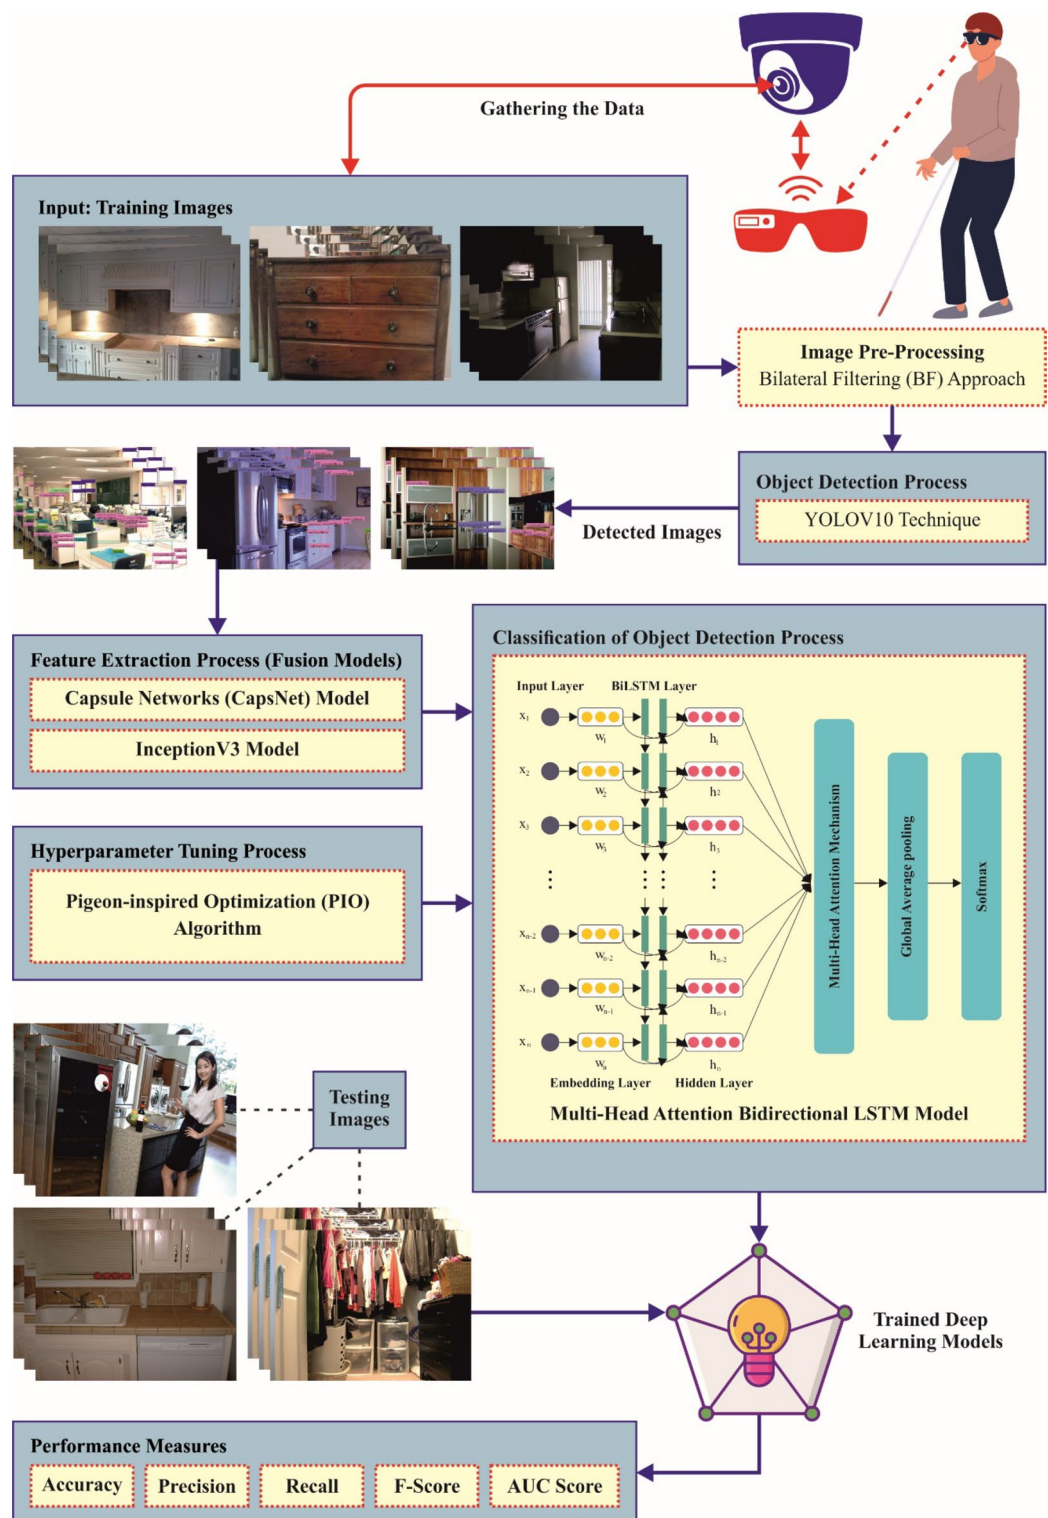 Gathering the Data
Input: Training Images
Image Pre-Processing
Bilateral Filtering (BF) Approach
Object Detection Process
YOLOV10 Technique
Detected Images
Feature Extraction Process (Fusion Models)
Capsule Networks (CapsNet) Model
InceptionV3 Model
Hyperparameter Tuning Process
Pigeon-inspired Optimization (PIO)
Algorithm
Classification of Object Detection Process
Input Layer
BiLSTM Layer
x1
w1
h1
x2
w2
h2
x3
w3
h3
xn-2
wn-2
hn-2
xn-1
wn-1
hn-1
xn
wn
hn
Embedding Layer
Hidden Layer
Multi-Head Attention Mechanism
Global Average pooling
Softmax
Multi-Head Attention Bidirectional LSTM Model
Testing
Images
Trained Deep
Learning Models
Performance Measures
Accuracy
Precision
Recall
F-Score
AUC Score